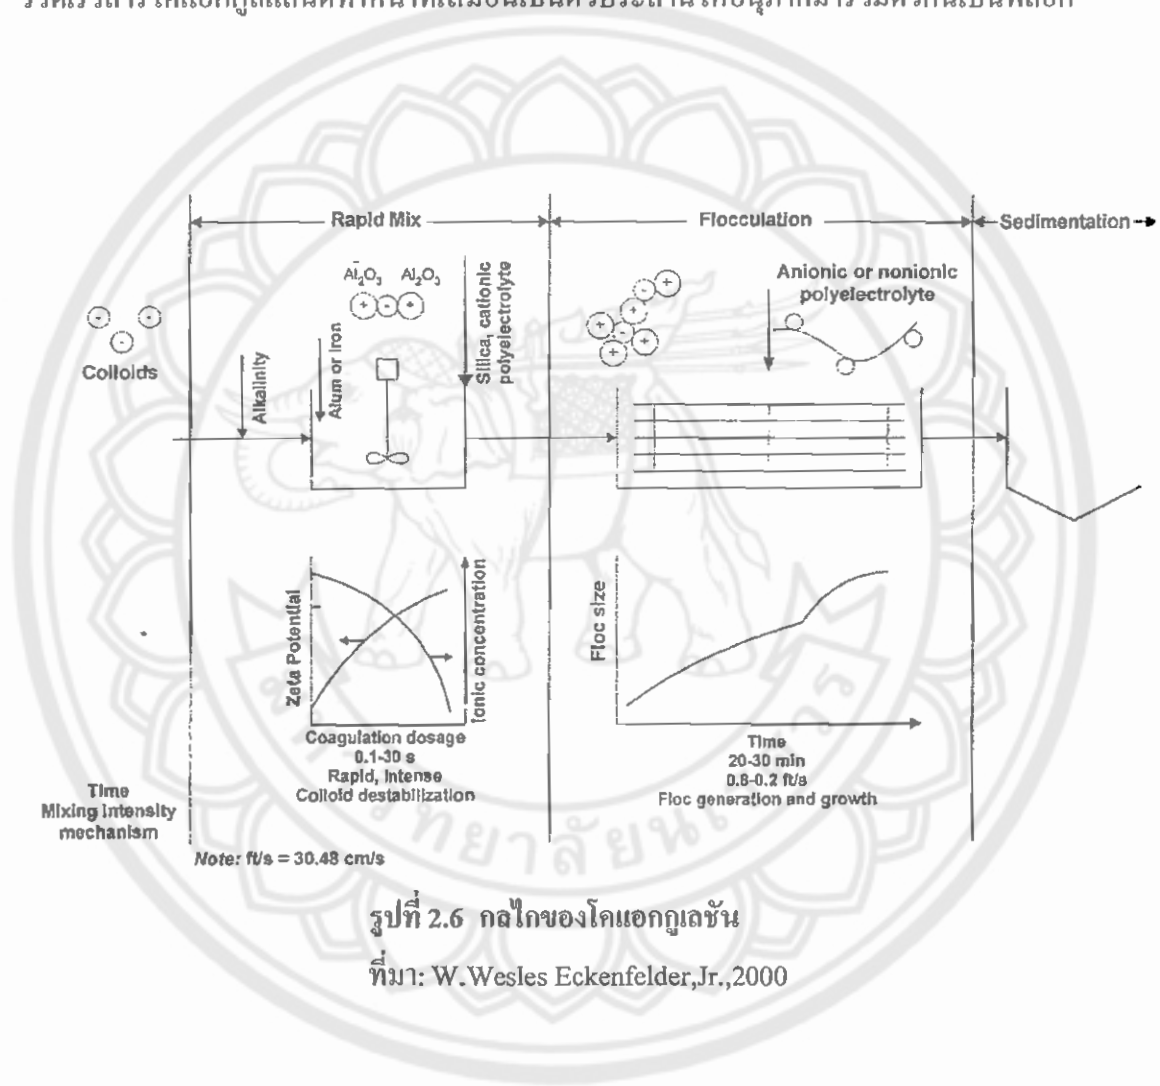 Rapid Mix
Flocculation
Sedimentation
Al₂O₃ Al₂O₃
Colloids
Alkalinity
Alum or Iron
Silica, cationic
polyelectrolyte
Anionic or nonionic
polyelectrolyte
Zeta Potential
Ionic concentration
Coagulation dosage
0.1-30 s
Rapid, Intense
Colloid destabilization
Floc size
Time
20-30 min
0.8-0.2 ft/s
Floc generation and growth
Time
Mixing Intensity
mechanism
Note: ft/s = 30.48 cm/s
รูปที่ 2.6 กลไกของโคแอกกูเลชัน
ที่มา: W.Wesles Eckenfelder,Jr.,2000